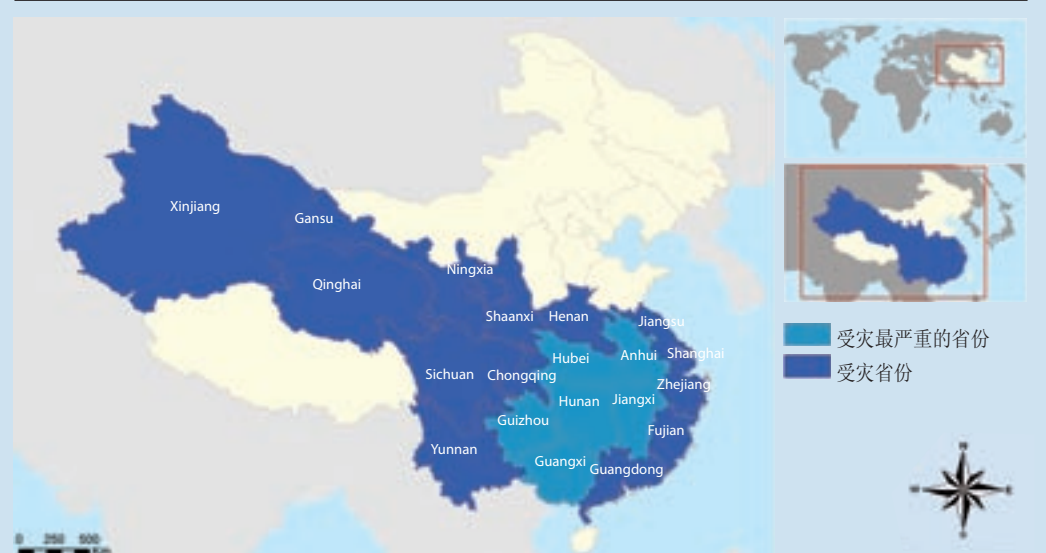 Xinjiang
Gansu
Qinghai
Ningxia
Shaanxi
Henan
Jiangsu
Hubei
Anhui
Shanghai
Sichuan
Chongqing
Zhejiang
Hunan
Jiangxi
Guizhou
Fujian
Yunnan
Guangxi
Guangdong
受灾最严重的省份
受灾省份
N
W
E
S
0 250 500
Km